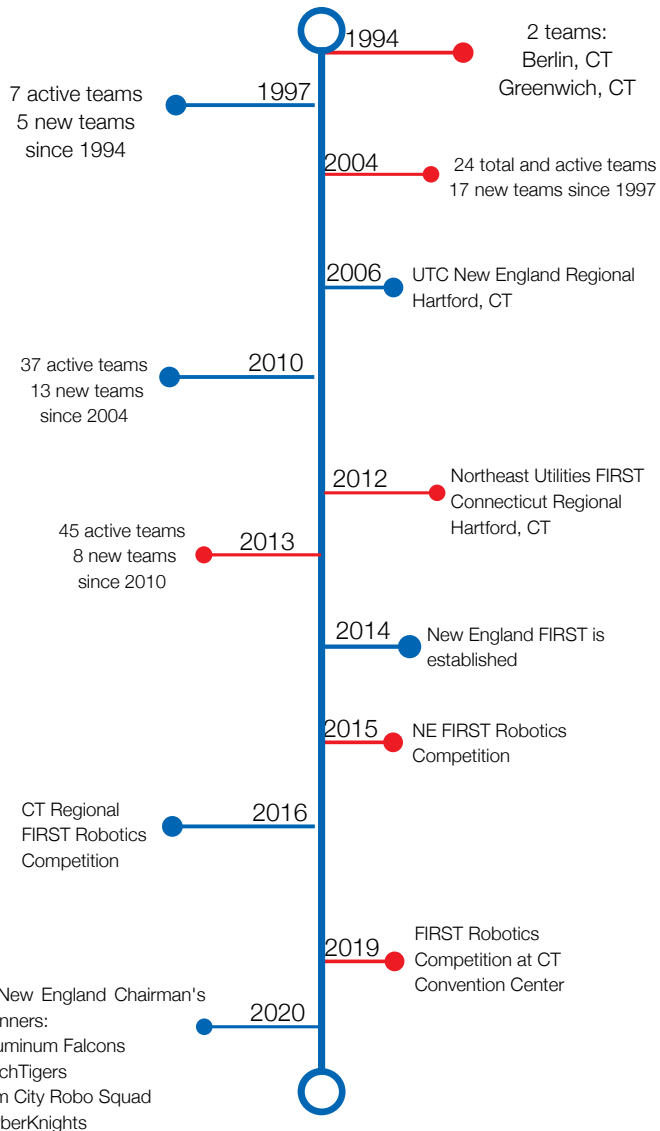 1994
2 teams:
Berlin, CT
Greenwich, CT
1997
7 active teams
5 new teams
since 1994
2004
24 total and active teams
17 new teams since 1997
2006
UTC New England Regional
Hartford, CT
2010
37 active teams
13 new teams
since 2004
2012
Northeast Utilities FIRST
Connecticut Regional
Hartford, CT
2013
45 active teams
8 new teams
since 2010
2014
New England FIRST is
established
2015
NE FIRST Robotics
Competition
2016
CT Regional
FIRST Robotics
Competition
2019
FIRST Robotics
Competition at CT
Convention Center
2020
New England Chairman's
nners:
uminum Falcons
chTigers
m City Robo Squad
berKnights